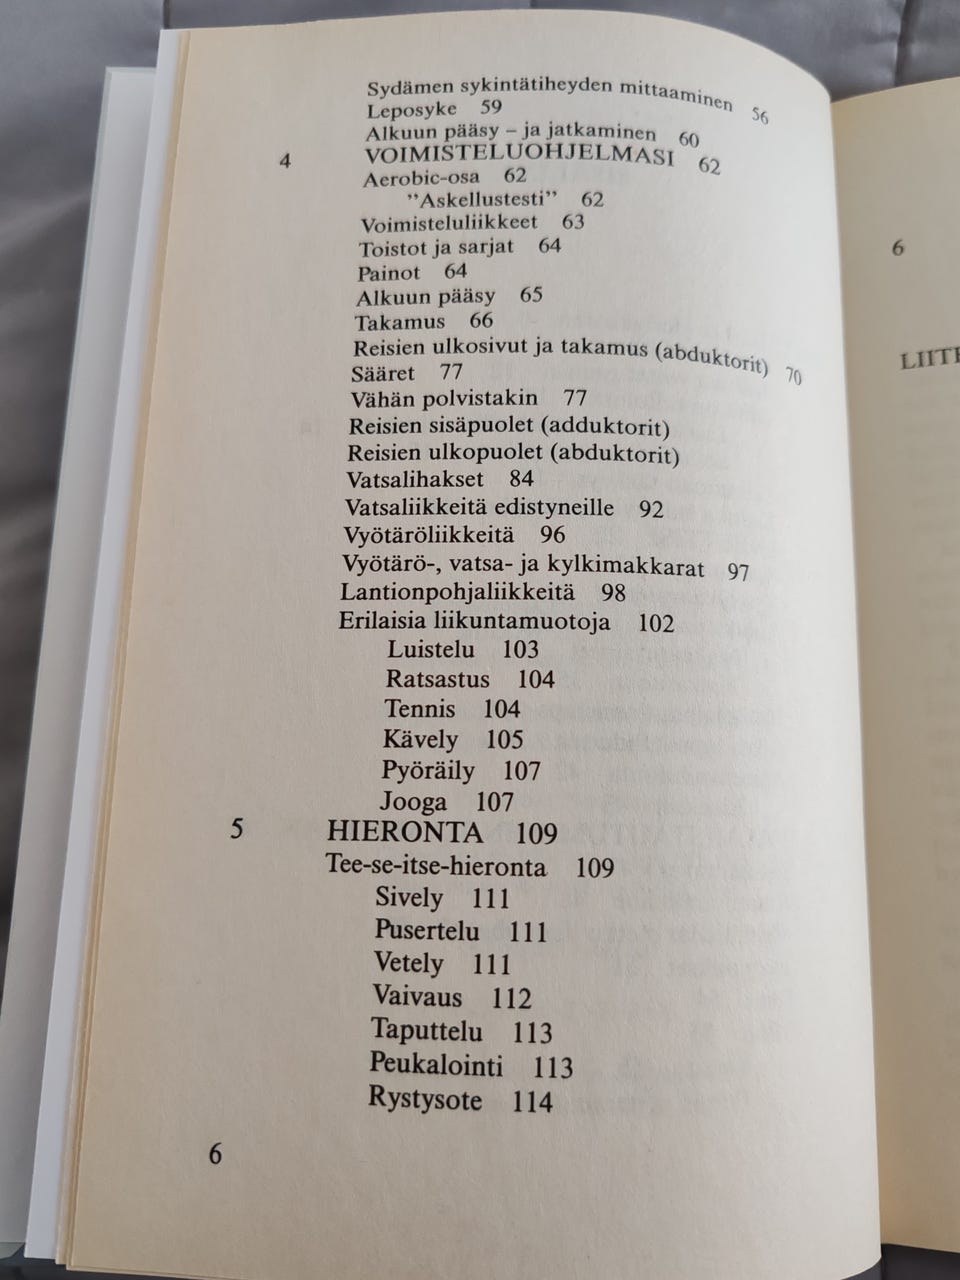 Sydämen sykintätiheyden mittaaminen 56
Leposyke 59
Alkuun pääsy – ja jatkaminen 60
4 VOIMISTELUOHJELMASI 62
Aerobic-osa 62
”Askellustesti” 62
Voimisteluliikkeet 63
Toistot ja sarjat 64
Painot 64
Alkuun pääsy 65
Takamus 66
Reisien ulkosivut ja takamus (abduktorit) 70
Sääret 77
Vähän polvistakin 77
Reisien sisäpuolet (adduktorit)
Reisien ulkopuolet (abduktorit)
Vatsalihakset 84
Vatsaliikkeitä edistyneille 92
Vyötäröliikkeitä 96
Vyötärö-, vatsa- ja kylkimakkarat 97
Lantionpohjaliikkeitä 98
Erilaisia liikuntamuotoja 102
Luistelu 103
Ratsastus 104
Tennis 104
Kävely 105
Pyöräily 107
Jooga 107
5 HIERONTA 109
Tee-se-itse-hieronta 109
Sively 111
Pusertelu 111
Vetely 111
Vaivaus 112
Taputtelu 113
Peukalointi 113
Rystysote 114
6
6